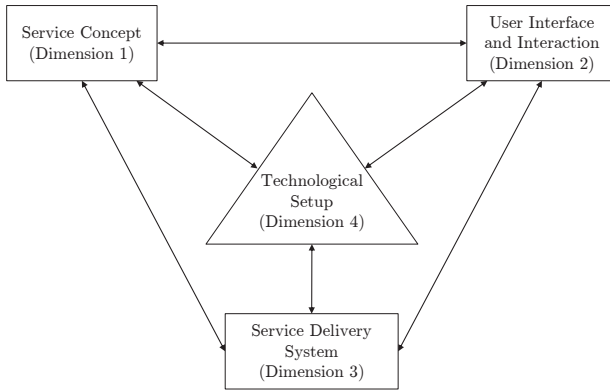 Service Concept
(Dimension 1)
User Interface
and Interaction
(Dimension 2)
Technological
Setup
(Dimension 4)
Service Delivery
System
(Dimension 3)